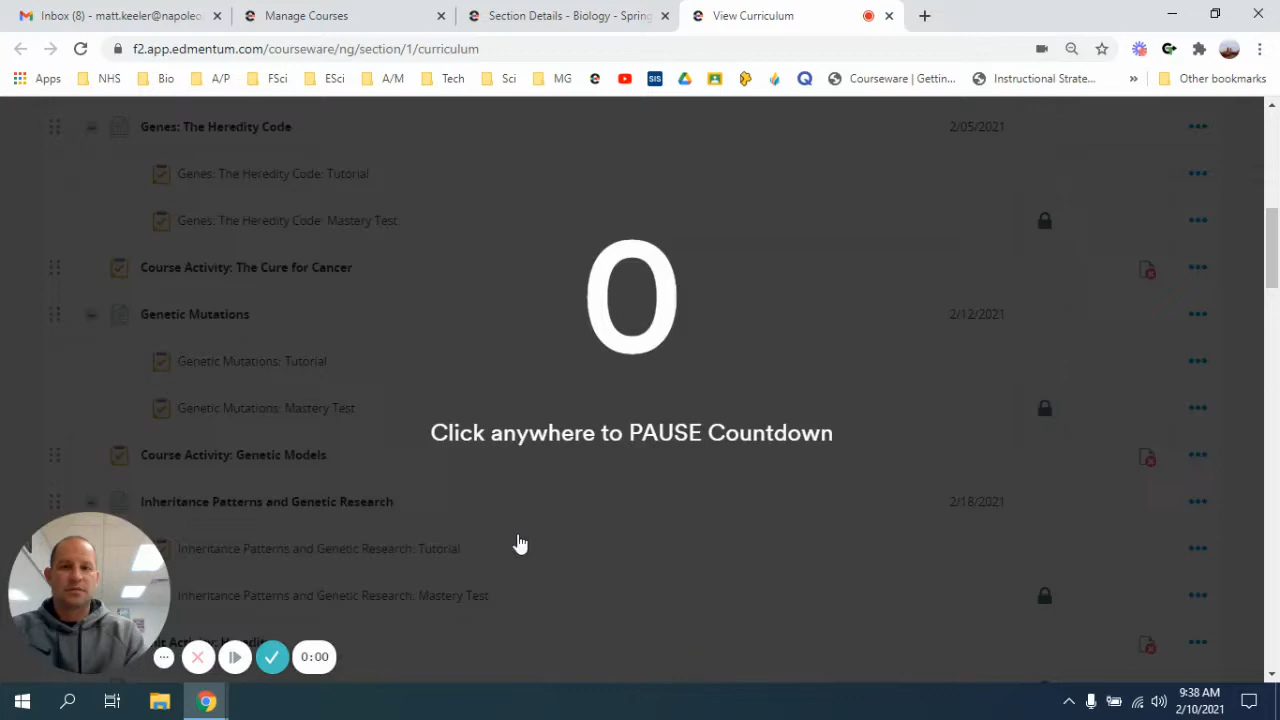 Inbox (8) - matt.keeler@napoleo
Manage Courses
Section Details - Biology - Spring
View Curriculum
f2.app.edmentum.com/courseware/ng/section/1/curriculum
Apps NHS Bio A/P FSci ESci A/M Tech Sci MG SIS Courseware | Gettin... Instructional Strate... » Other bookmarks
Genes: The Heredity Code 2/05/2021
Genes: The Heredity Code: Tutorial
Genes: The Heredity Code: Mastery Test
Course Activity: The Cure for Cancer
0
Genetic Mutations 2/12/2021
Genetic Mutations: Tutorial
Genetic Mutations: Mastery Test
Click anywhere to PAUSE Countdown
Course Activity: Genetic Models
Inheritance Patterns and Genetic Research 2/18/2021
Inheritance Patterns and Genetic Research: Tutorial
Inheritance Patterns and Genetic Research: Mastery Test
0:00
9:38 AM
2/10/2021